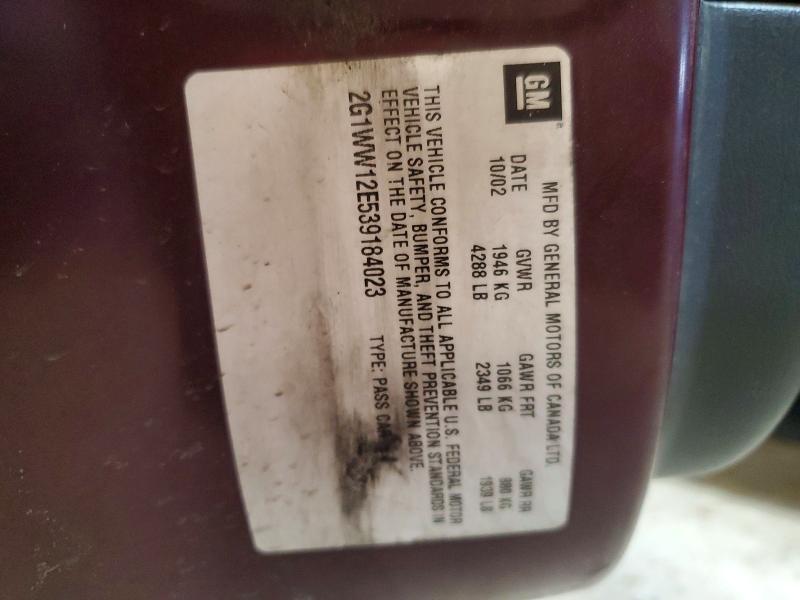 GM
MFD BY GENERAL MOTORS OF CANADA LTD.
DATE GVWR GAWR FRT GAWR RR
10/02 1946 KG 1066 KG 880 KG
4288 LB 2349 LB 1939 LB
THIS VEHICLE CONFORMS TO ALL APPLICABLE U.S. FEDERAL MOTOR
VEHICLE SAFETY, BUMPER, AND THEFT PREVENTION STANDARDS IN
EFFECT ON THE DATE OF MANUFACTURE SHOWN ABOVE.
2G1WW12E539184023 TYPE: PASS CAR